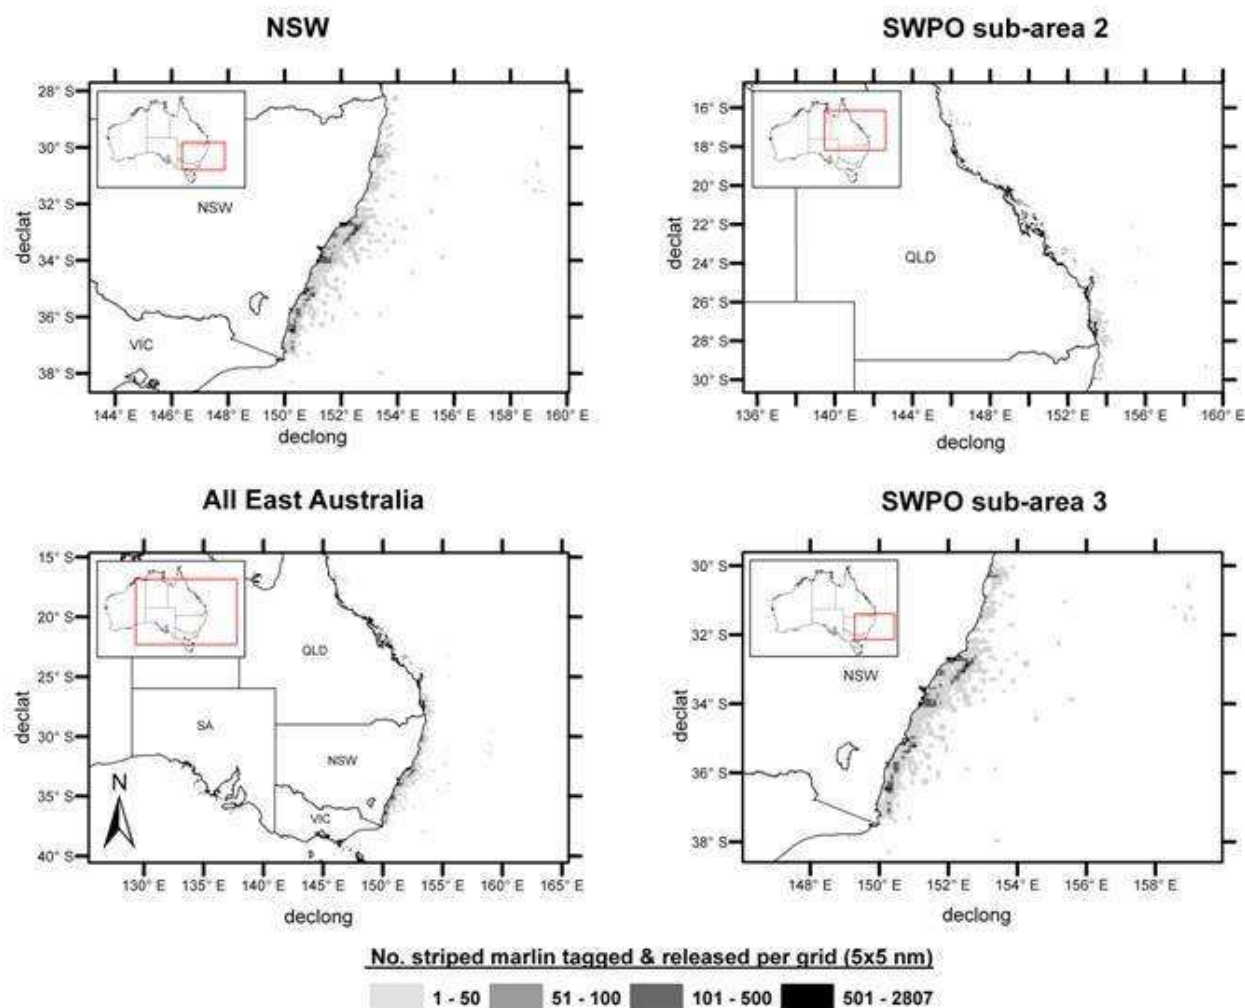 NSW
28° S
30° S
32° S
34° S
36° S
38° S
declat
NSW
VIC
144° E 146° E 148° E 150° E 152° E 154° E 156° E 158° E 160° E
declong
SWPO sub-area 2
16° S
18° S
20° S
22° S
24° S
26° S
28° S
30° S
declat
QLD
136° E 140° E 144° E 148° E 152° E 156° E 160° E
declong
All East Australia
15° S
20° S
25° S
30° S
35° S
40° S
declat
QLD
SA
NSW
VIC
N
130° E 135° E 140° E 145° E 150° E 155° E 160° E 165° E
declong
SWPO sub-area 3
30° S
32° S
34° S
36° S
38° S
declat
NSW
148° E 150° E 152° E 154° E 156° E 158° E
declong
No. striped marlin tagged & released per grid (5x5 nm)
1 - 50 51 - 100 101 - 500 501 - 2807